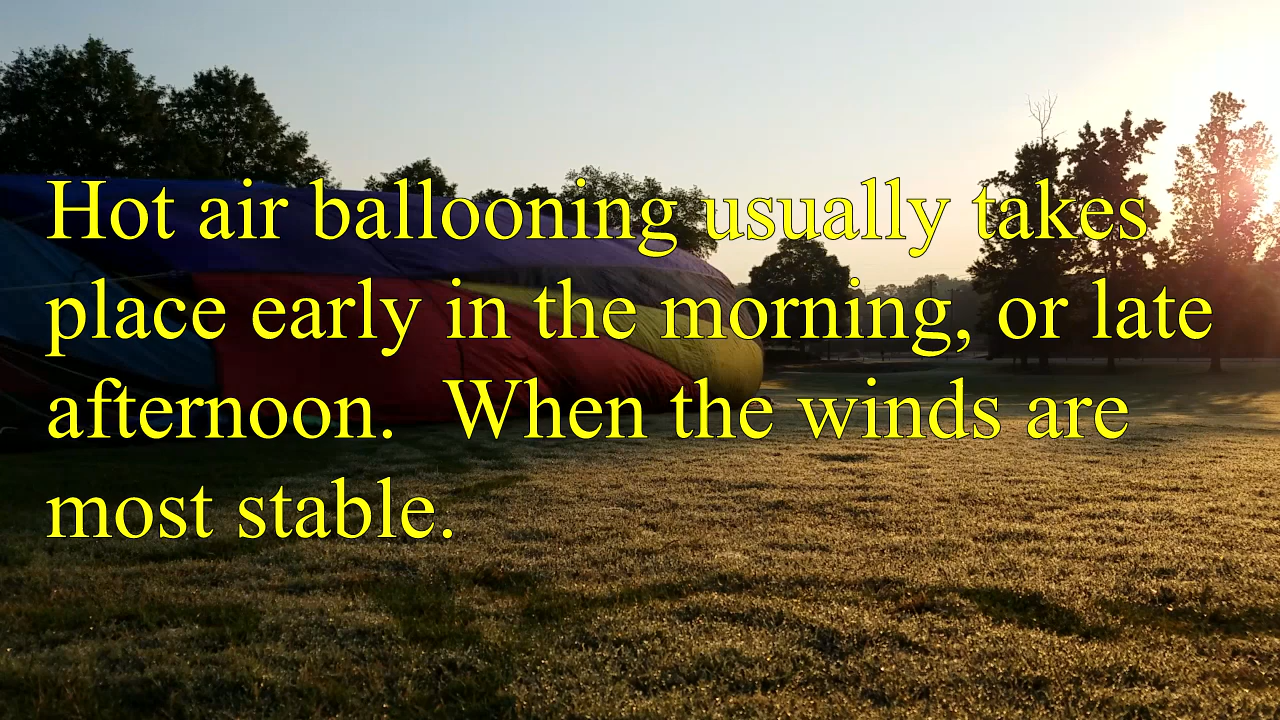 Hot air ballooning usually takes
place early in the morning, or late
afternoon.  When the winds are
most stable.